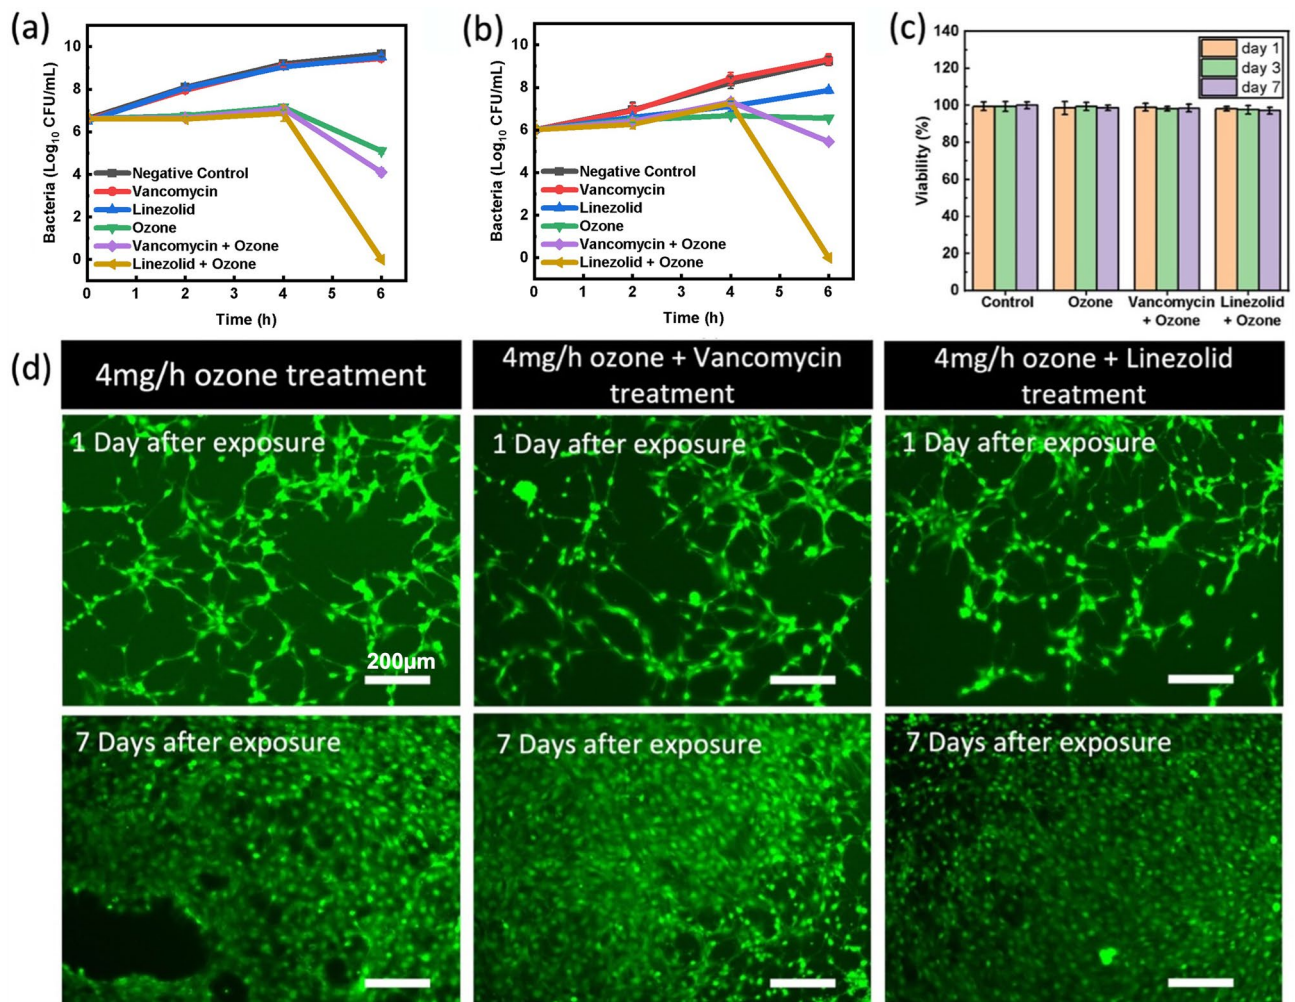 (a)
Bacteria (Log10 CFU/mL)
10
8
6
4
2
0
Negative Control
Vancomycin
Linezolid
Ozone
Vancomycin + Ozone
Linezolid + Ozone
0 1 2 3 4 5 6
Time (h)
(b)
Bacteria (Log10 CFU/mL)
10
8
6
4
2
0
Negative Control
Vancomycin
Linezolid
Ozone
Vancomycin + Ozone
Linezolid + Ozone
0 1 2 3 4 5 6
Time (h)
(c)
Viability (%)
140
120
100
80
60
40
20
0
day 1
day 3
day 7
Control Ozone Vancomycin Linezolid
+ Ozone + Ozone
(d)
4mg/h ozone treatment
4mg/h ozone + Vancomycin
treatment
4mg/h ozone + Linezolid
treatment
1 Day after exposure
200µm
1 Day after exposure
1 Day after exposure
7 Days after exposure
7 Days after exposure
7 Days after exposure